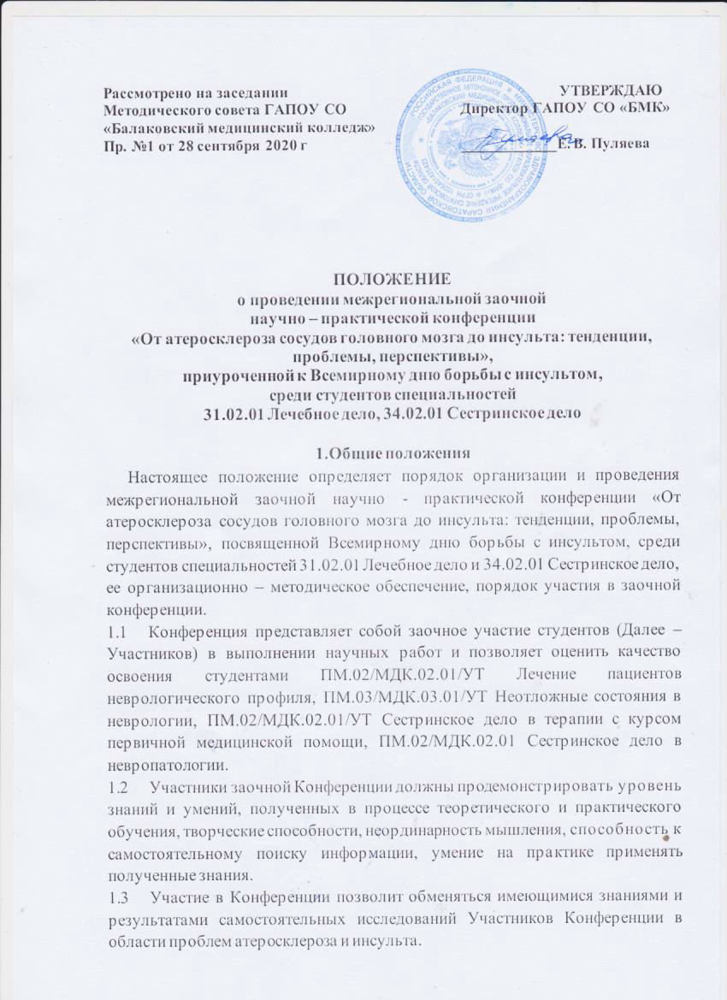 Рассмотрено на заседании
Методического совета ГАПОУ СО
«Балаковский медицинский колледж»
Пр. №1 от 28 сентября 2020 г
УТВЕРЖДАЮ
Директор ГАПОУ СО «БМК»
Е. В. Пуляева
РОССИЙСКАЯ ФЕДЕРАЦИЯ
ЗДРАВООХРАНЕНИЯ САРАТОВСКОЙ ОБЛАСТИ
ПОЛОЖЕНИЕ
о проведении межрегиональной заочной
научно – практической конференции
«От атеросклероза сосудов головного мозга до инсульта: тенденции,
проблемы, перспективы»,
приуроченной к Всемирному дню борьбы с инсультом,
среди студентов специальностей
31.02.01 Лечебное дело, 34.02.01 Сестринское дело
1.Общие положения
Настоящее положение определяет порядок организации и проведения
межрегиональной заочной научно - практической конференции «От
атеросклероза сосудов головного мозга до инсульта: тенденции, проблемы,
перспективы», посвященной Всемирному дню борьбы с инсультом, среди
студентов специальностей 31.02.01 Лечебное дело и 34.02.01 Сестринское дело,
ее организационно – методическое обеспечение, порядок участия в заочной
конференции.
1.1 Конференция представляет собой заочное участие студентов (Далее –
Участников) в выполнении научных работ и позволяет оценить качество
освоения студентами ПМ.02/МДК.02.01/УТ Лечение пациентов
неврологического профиля, ПМ.03/МДК.03.01/УТ Неотложные состояния в
неврологии, ПМ.02/МДК.02.01/УТ Сестринское дело в терапии с курсом
первичной медицинской помощи, ПМ.02/МДК.02.01 Сестринское дело в
невропатологии.
1.2 Участники заочной Конференции должны продемонстрировать уровень
знаний и умений, полученных в процессе теоретического и практического
обучения, творческие способности, неординарность мышления, способность к
самостоятельному поиску информации, умение на практике применять
полученные знания.
1.3 Участие в Конференции позволит обменяться имеющимися знаниями и
результатами самостоятельных исследований Участников Конференции в
области проблем атеросклероза и инсульта.